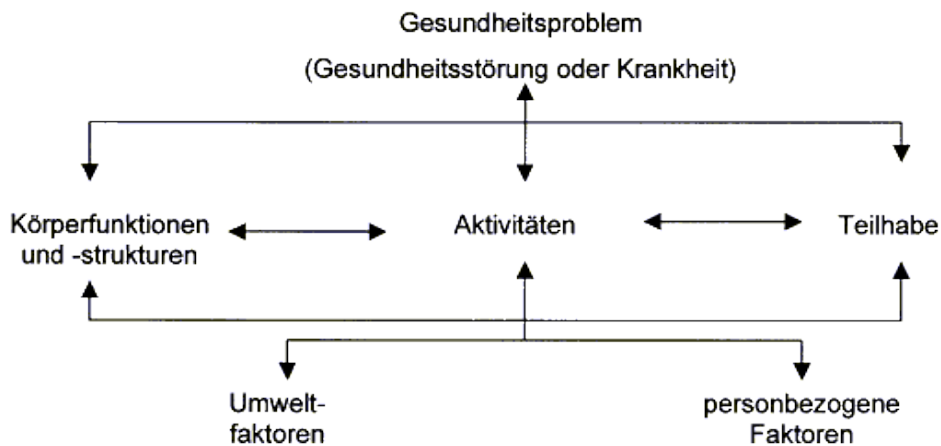 Gesundheitsproblem
(Gesundheitsstörung oder Krankheit)
Körperfunktionen
und -strukturen
Aktivitäten
Teilhabe
Umwelt-
faktoren
personbezogene
Faktoren